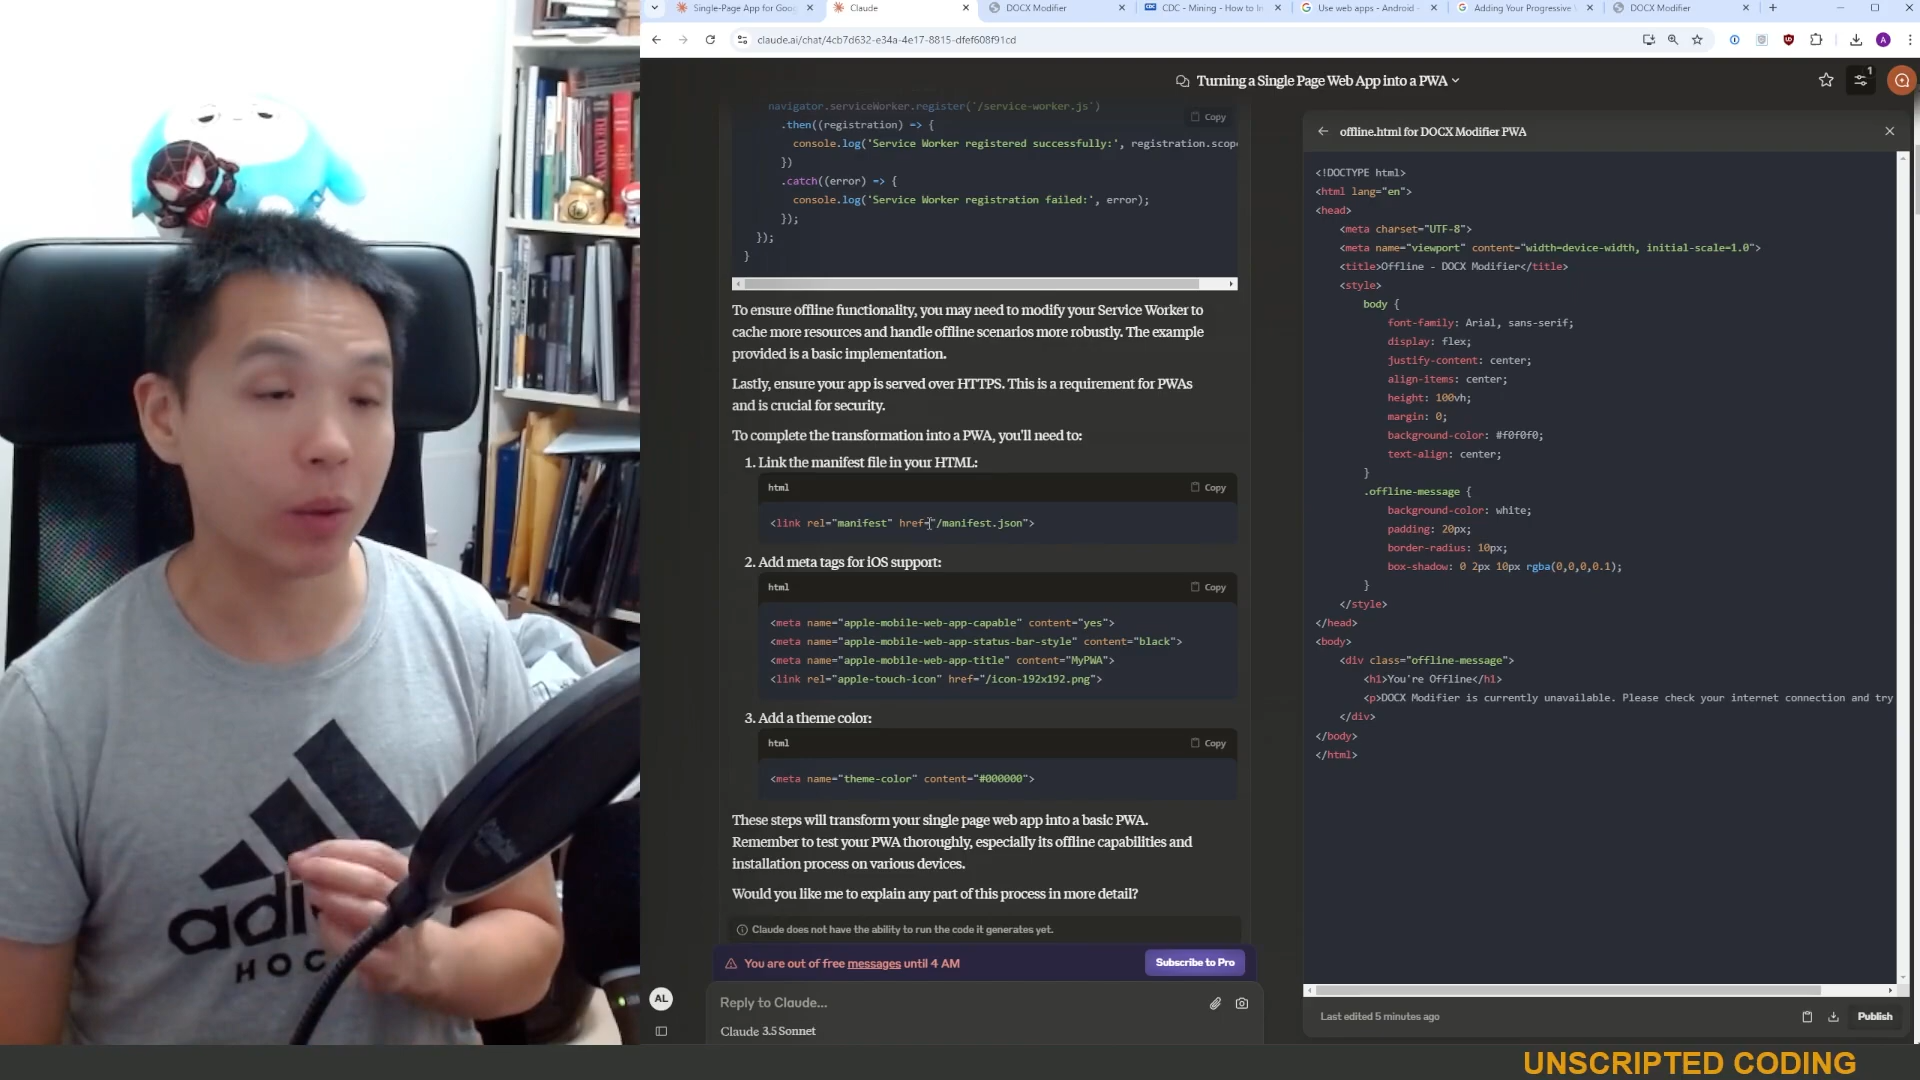 Single-Page App for Goo
Claude
DOCX Modifier
CDC - Mining - How to In
Use web apps - Android -
Adding Your Progressive
DOCX Modifier
claude.ai/chat/4cb7d632-e34a-4e17-8815-dfef608f91cd
Turning a Single Page Web App into a PWA
1
navigator.serviceWorker.register('/service-worker.js')
Copy
.then((registration) => {
console.log('Service Worker registered successfully:', registration.scope
})
.catch((error) => {
console.log('Service Worker registration failed:', error);
});
});
}
To ensure offline functionality, you may need to modify your Service Worker to
cache more resources and handle offline scenarios more robustly. The example
provided is a basic implementation.
Lastly, ensure your app is served over HTTPS. This is a requirement for PWAs
and is crucial for security.
To complete the transformation into a PWA, you'll need to:
1. Link the manifest file in your HTML:
html
Copy
<link rel="manifest" href="/manifest.json">
2. Add meta tags for iOS support:
html
Copy
<meta name="apple-mobile-web-app-capable" content="yes">
<meta name="apple-mobile-web-app-status-bar-style" content="black">
<meta name="apple-mobile-web-app-title" content="MyPWA">
<link rel="apple-touch-icon" href="/icon-192x192.png">
3. Add a theme color:
html
Copy
<meta name="theme-color" content="#000000">
These steps will transform your single page web app into a basic PWA.
Remember to test your PWA thoroughly, especially its offline capabilities and
installation process on various devices.
Would you like me to explain any part of this process in more detail?
Claude does not have the ability to run the code it generates yet.
You are out of free messages until 4 AM
Subscribe to Pro
AL
Reply to Claude...
Claude 3.5 Sonnet
offline.html for DOCX Modifier PWA
<!DOCTYPE html>
<html lang="en">
<head>
<meta charset="UTF-8">
<meta name="viewport" content="width=device-width, initial-scale=1.0">
<title>Offline - DOCX Modifier</title>
<style>
body {
font-family: Arial, sans-serif;
display: flex;
justify-content: center;
align-items: center;
height: 100vh;
margin: 0;
background-color: #f0f0f0;
text-align: center;
}
.offline-message {
background-color: white;
padding: 20px;
border-radius: 10px;
box-shadow: 0 2px 10px rgba(0,0,0,0.1);
}
</style>
</head>
<body>
<div class="offline-message">
<h1>You're Offline</h1>
<p>DOCX Modifier is currently unavailable. Please check your internet connection and try
</div>
</body>
</html>
Last edited 5 minutes ago
Publish
adi
HOC
UNSCRIPTED CODING